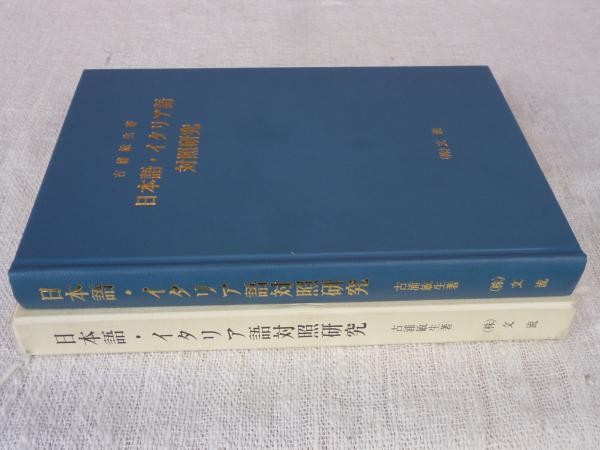 古浦敏生著
日本語・イタリア語
対照研究
(株)文流
日本語・イタリア語対照研究 古浦敏生著 (株)文流
日本語・イタリア語対照研究 古浦敏生著 (株)文流